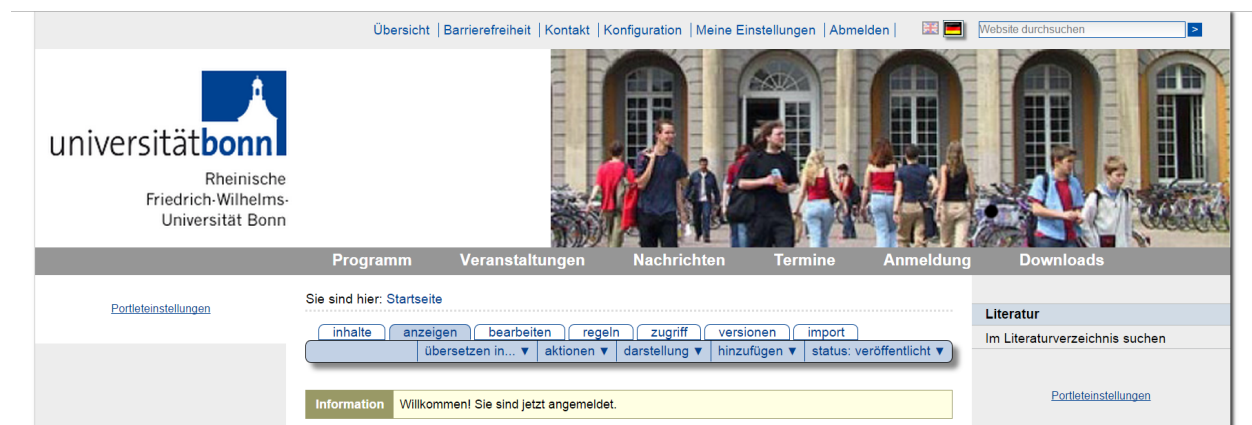 Übersicht | Barrierefreiheit | Kontakt | Konfiguration | Meine Einstellungen | Abmelden |
Website durchsuchen >
universitätbonn
Rheinische
Friedrich-Wilhelms-
Universität Bonn
Programm Veranstaltungen Nachrichten Termine Anmeldung Downloads
Portleteinstellungen
Sie sind hier: Startseite
inhalte anzeigen bearbeiten regeln zugriff versionen import
übersetzen in... ▼ aktionen ▼ darstellung ▼ hinzufügen ▼ status: veröffentlicht ▼
Information Willkommen! Sie sind jetzt angemeldet.
Literatur
Im Literaturverzeichnis suchen
Portleteinstellungen